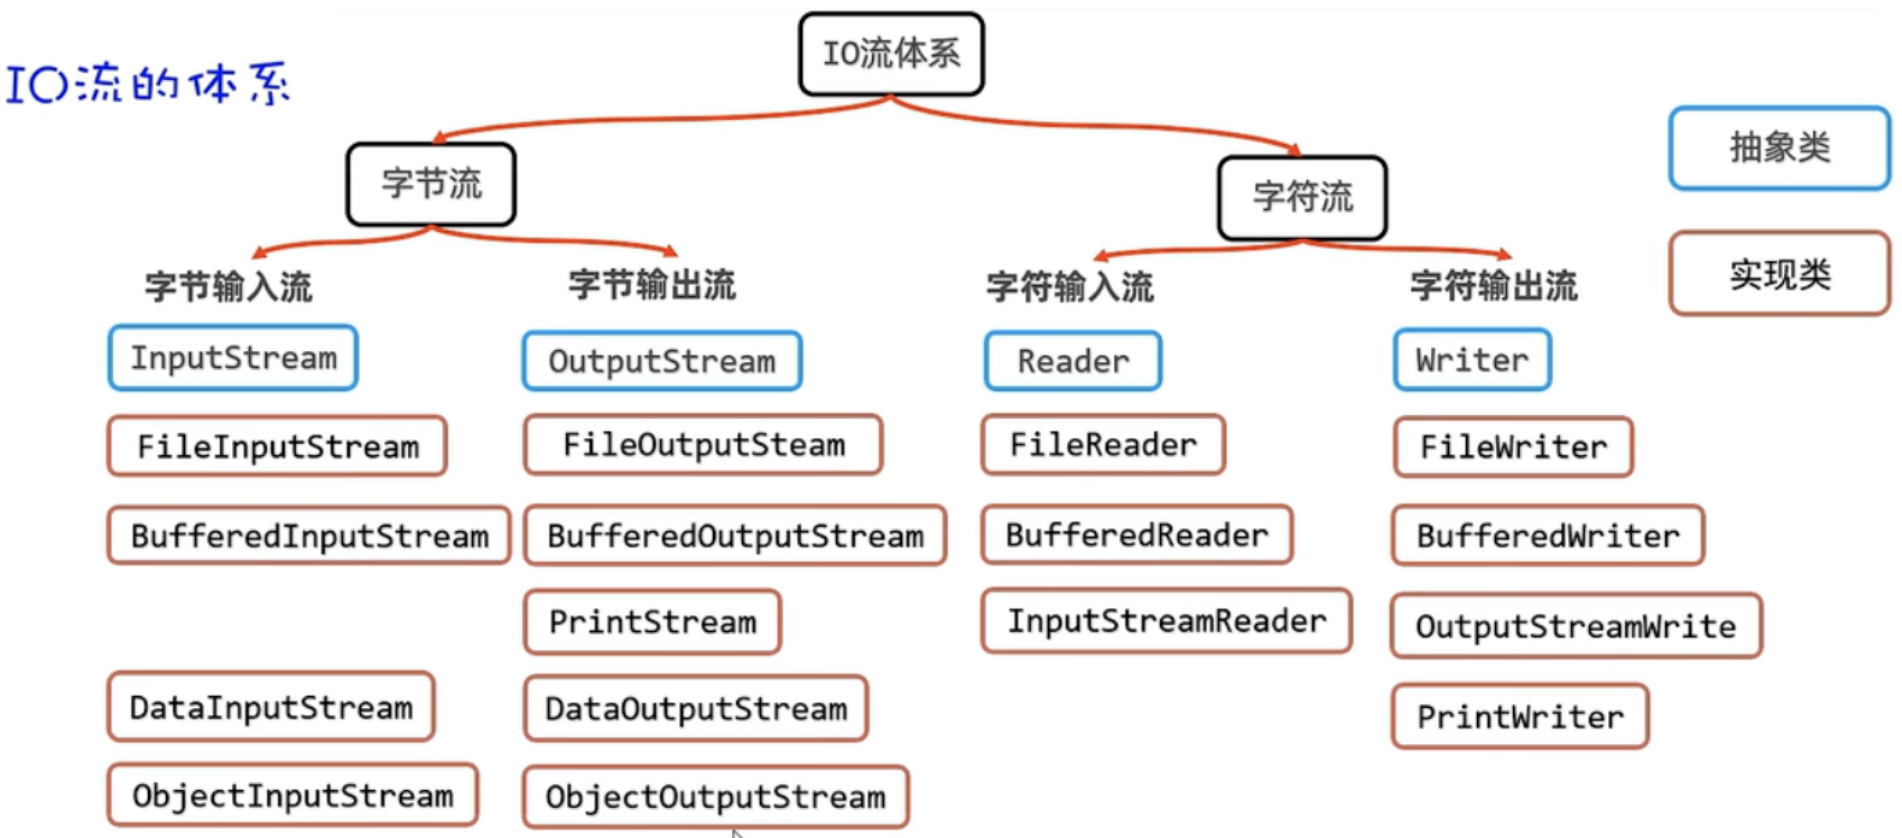 IO流体系
IO流的体系
字节流
字符流
抽象类
实现类
字节输入流
字节输出流
字符输入流
字符输出流
InputStream
OutputStream
Reader
Writer
FileInputStream
FileOutputSteam
FileReader
FileWriter
BufferedInputStream
BufferedOutputStream
BufferedReader
BufferedWriter
PrintStream
InputStreamReader
OutputStreamWrite
DataInputStream
DataOutputStream
PrintWriter
ObjectInputStream
ObjectOutputStream